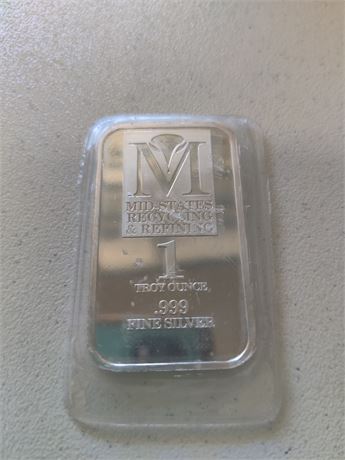 M
MID-STATES
RECYCLING
& REFINING
1
TROY OUNCE
.999
FINE SILVER